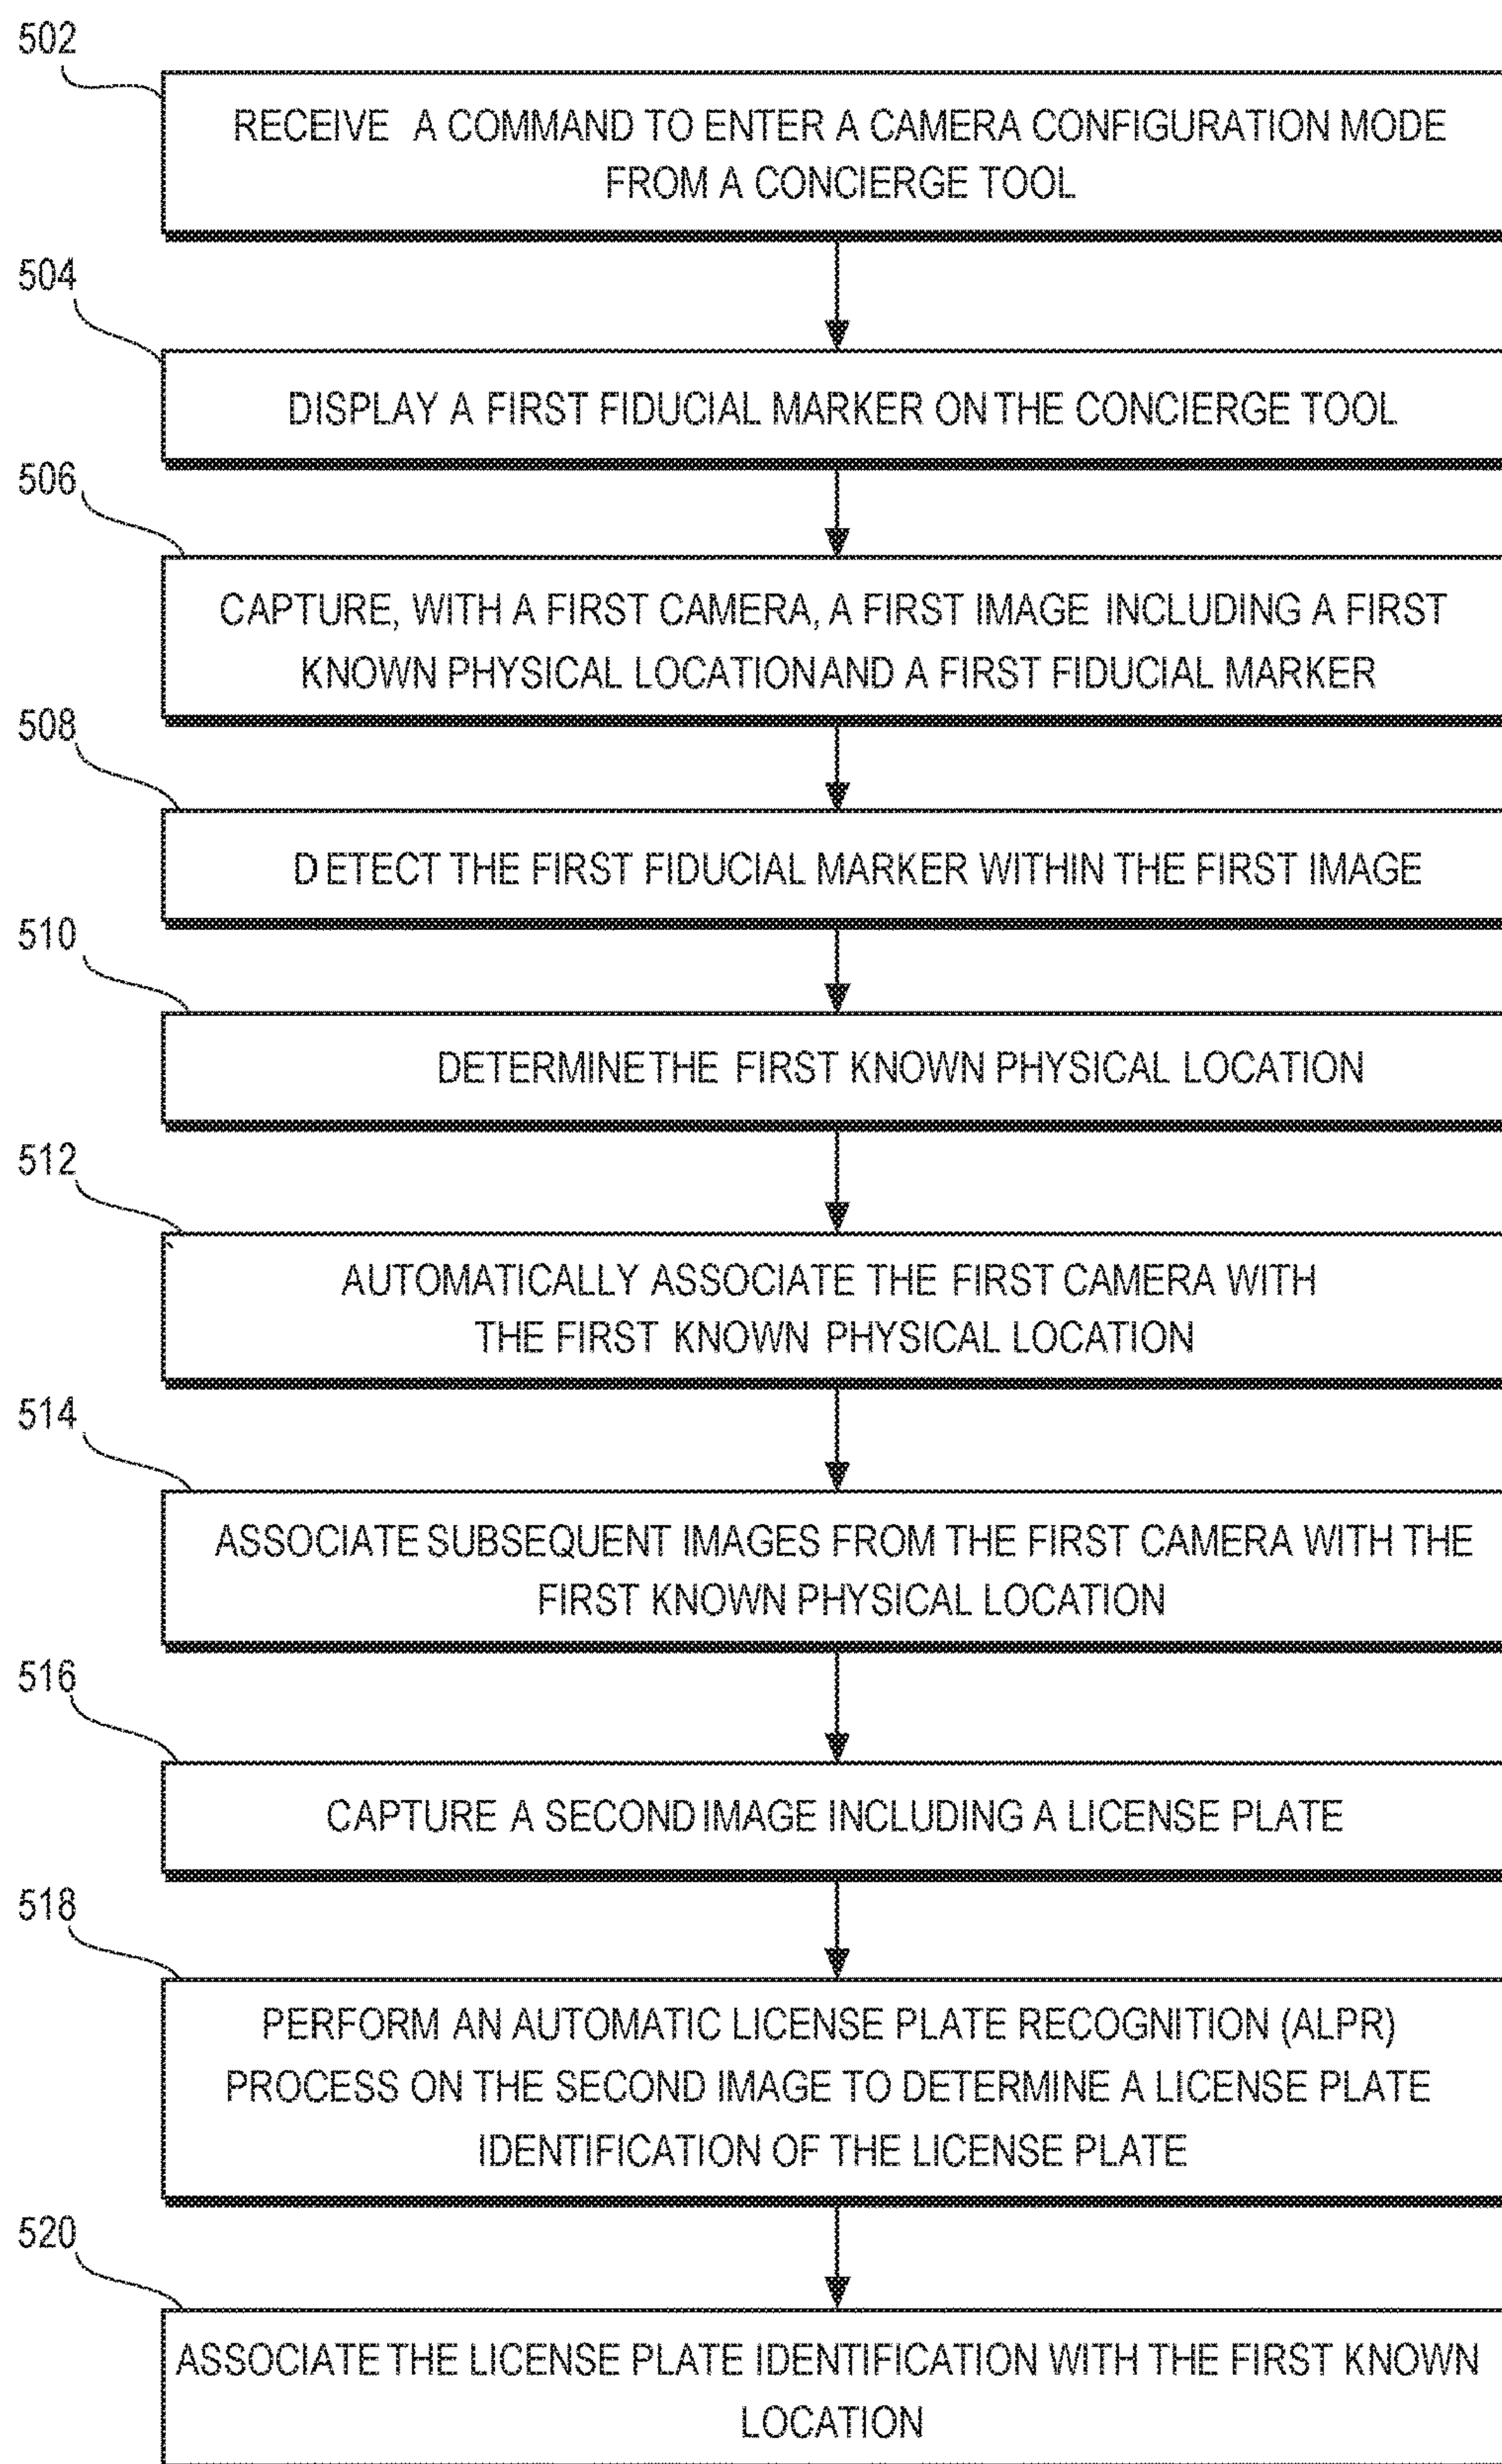 502
RECEIVE A COMMAND TO ENTER A CAMERA CONFIGURATION MODE
FROM A CONCIERGE TOOL
504
DISPLAY A FIRST FIDUCIAL MARKER ON THE CONCIERGE TOOL
506
CAPTURE, WITH A FIRST CAMERA, A FIRST IMAGE INCLUDING A FIRST
KNOWN PHYSICAL LOCATION AND A FIRST FIDUCIAL MARKER
508
DETECT THE FIRST FIDUCIAL MARKER WITHIN THE FIRST IMAGE
510
DETERMINE THE FIRST KNOWN PHYSICAL LOCATION
512
AUTOMATICALLY ASSOCIATE THE FIRST CAMERA WITH
THE FIRST KNOWN PHYSICAL LOCATION
514
ASSOCIATE SUBSEQUENT IMAGES FROM THE FIRST CAMERA WITH THE
FIRST KNOWN PHYSICAL LOCATION
516
CAPTURE A SECOND IMAGE INCLUDING A LICENSE PLATE
518
PERFORM AN AUTOMATIC LICENSE PLATE RECOGNITION (ALPR)
PROCESS ON THE SECOND IMAGE TO DETERMINE A LICENSE PLATE
IDENTIFICATION OF THE LICENSE PLATE
520
ASSOCIATE THE LICENSE PLATE IDENTIFICATION WITH THE FIRST KNOWN
LOCATION